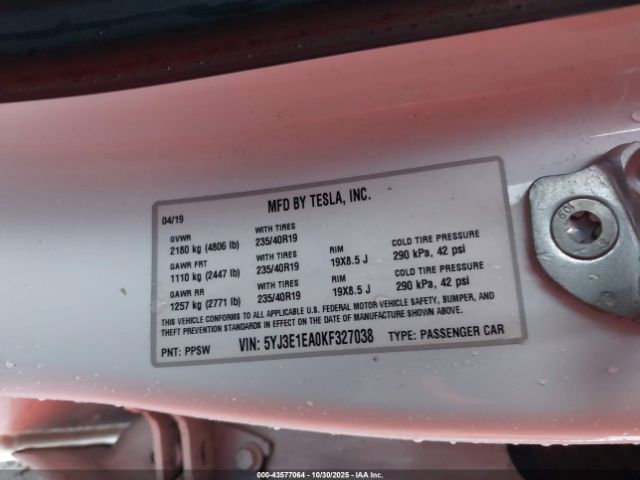 04/19 MFD BY TESLA, INC.
GVWR WITH TIRES
2180 kg (4806 lb) 235/40R19
GAWR FRT WITH TIRES RIM COLD TIRE PRESSURE
1110 kg (2447 lb) 235/40R19 19X8.5 J 290 kPa, 42 psi
GAWR RR WITH TIRES RIM COLD TIRE PRESSURE
1257 kg (2771 lb) 235/40R19 19X8.5 J 290 kPa, 42 psi
THIS VEHICLE CONFORMS TO ALL APPLICABLE U.S. FEDERAL MOTOR VEHICLE SAFETY, BUMPER, AND
THEFT PREVENTION STANDARDS IN EFFECT ON THE DATE OF MANUFACTURE SHOWN ABOVE.
PNT: PPSW VIN: 5YJ3E1EA0KF327038 TYPE: PASSENGER CAR
000-43577064 - 10/30/2025 - IAA Inc.